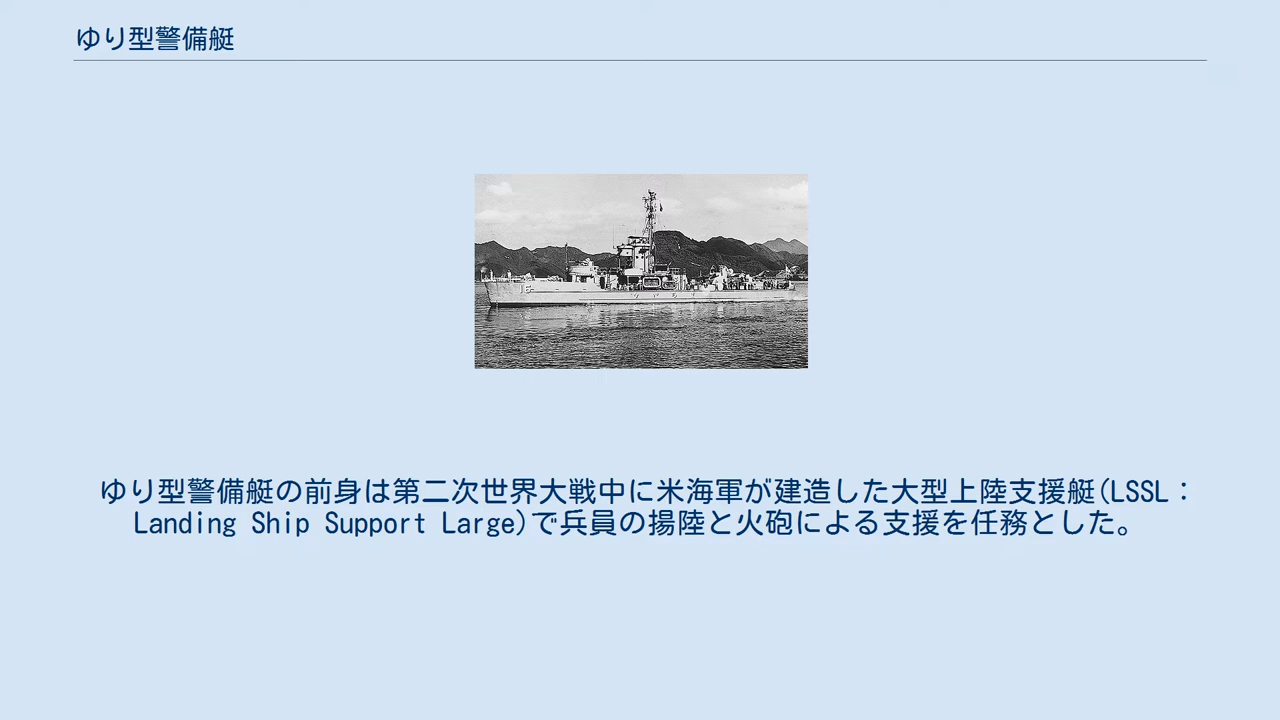 ゆり型警備艇
ゆり型警備艇の前身は第二次世界大戦中に米海軍が建造した大型上陸支援艇(LSSL：
Landing Ship Support Large)で兵員の揚陸と火砲による支援を任務とした。